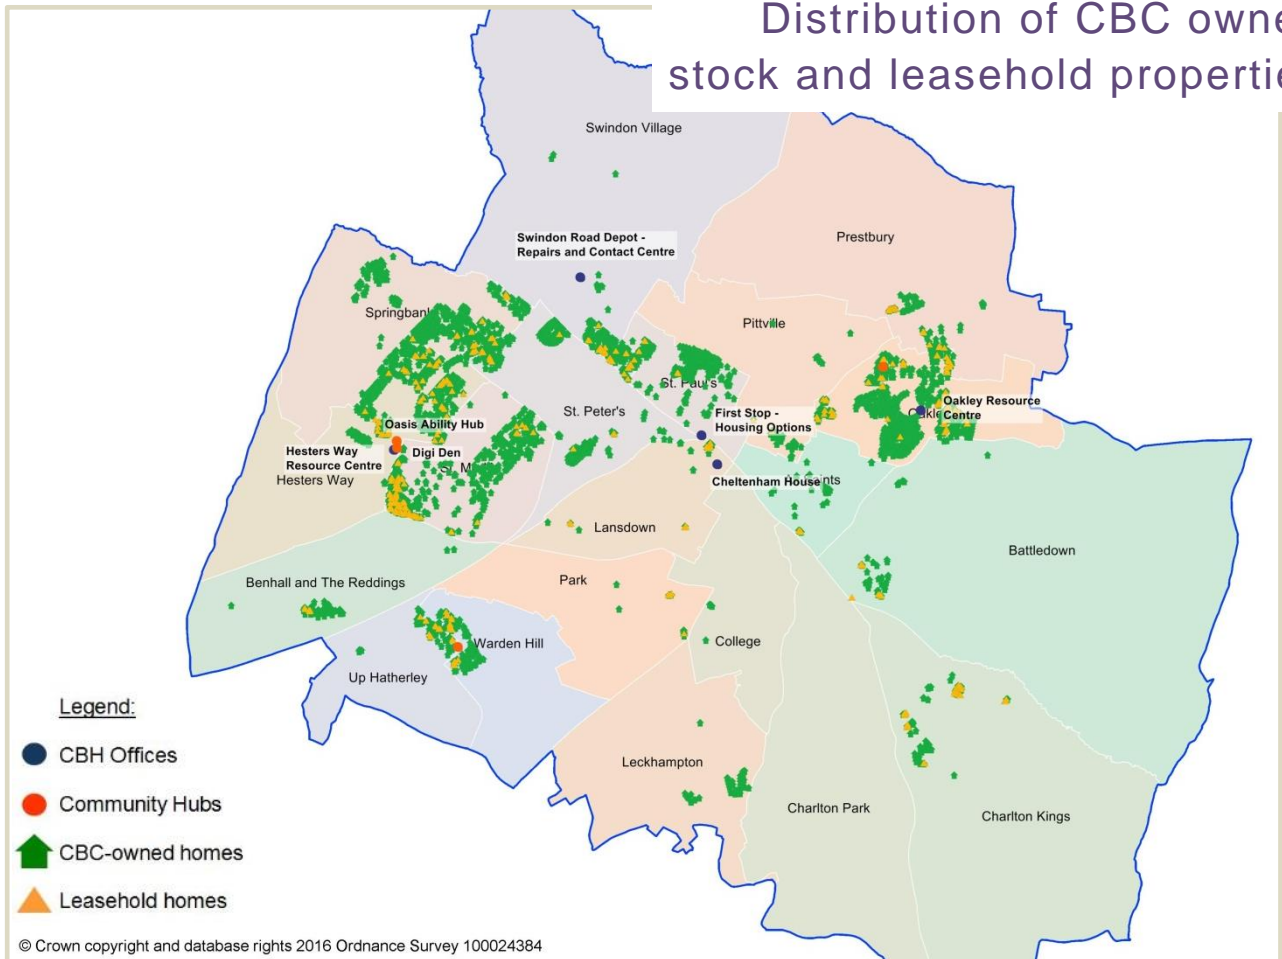 Distribution of CBC owne
stock and leasehold propertie
Swindon Village
Prestbury
Swindon Road Depot -
Repairs and Contact Centre
Springban
Pittville
St. Paul's
St. Peter's
Oakley Resource
Centre
Oakle
First Stop -
Housing Options
Oasis Ability Hub
Hesters Way
Resource Centre
Digi Den
St. M
Hesters Way
Cheltenham House
ints
Lansdown
Battledown
Benhall and The Reddings
Park
College
Warden Hill
Up Hatherley
Leckhampton
Charlton Park
Charlton Kings
Legend:
CBH Offices
Community Hubs
CBC-owned homes
Leasehold homes
© Crown copyright and database rights 2016 Ordnance Survey 100024384